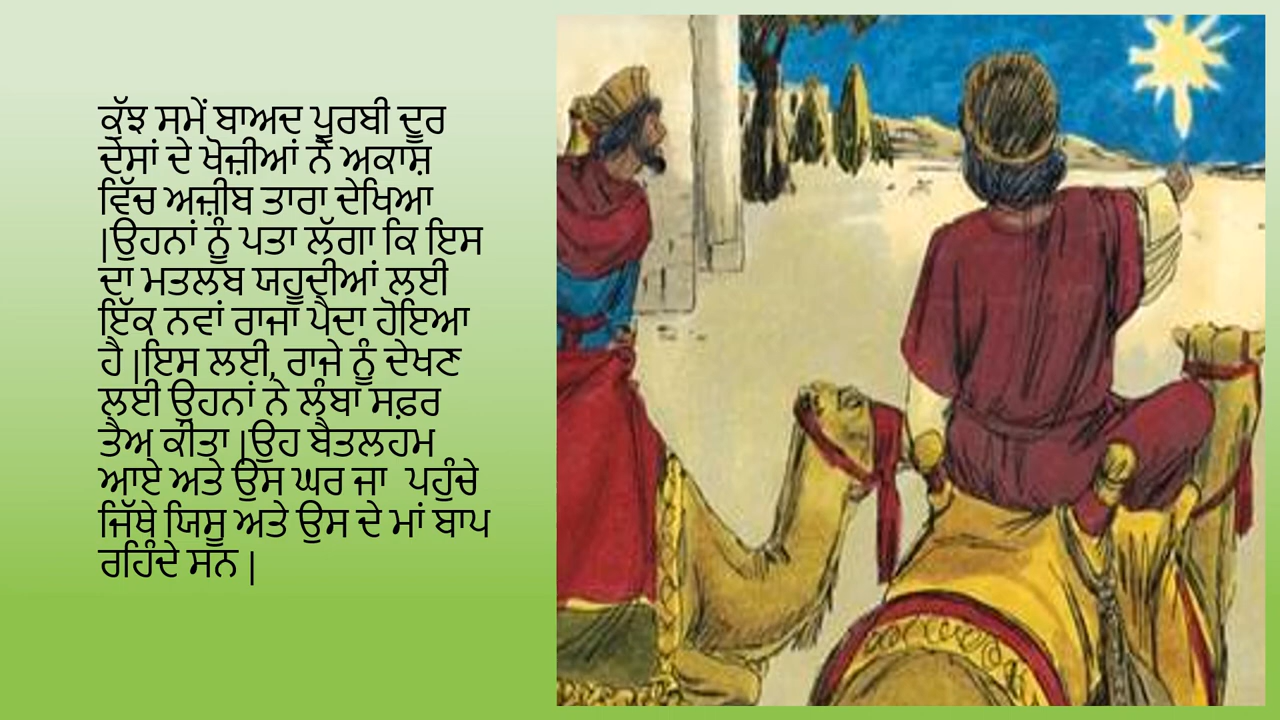 ਕੁੱਝ ਸਮੇਂ ਬਾਅਦ ਪੂਰਬੀ ਦੂਰ
ਦੇਸਾਂ ਦੇ ਖੋਜ਼ੀਆਂ ਨੇ ਅਕਾਸ਼
ਵਿੱਚ ਅਜ਼ੀਬ ਤਾਰਾ ਦੇਖਿਆ
|ਉਹਨਾਂ ਨੂੰ ਪਤਾ ਲੱਗਾ ਕਿ ਇਸ
ਦਾ ਮਤਲਬ ਯਹੂਦੀਆਂ ਲਈ
ਇੱਕ ਨਵਾਂ ਰਾਜਾ ਪੈਦਾ ਹੋਇਆ
ਹੈ |ਇਸ ਲਈ, ਰਾਜੇ ਨੂੰ ਦੇਖਣ
ਲਈ ਉਹਨਾਂ ਨੇ ਲੰਬਾ ਸਫ਼ਰ
ਤੈਅ ਕੀਤਾ |ਉਹ ਬੈਤਲਹਮ
ਆਏ ਅਤੇ ਉਸ ਘਰ ਜਾ  ਪਹੁੰਚੇ
ਜਿੱਥੇ ਯਿਸੂ ਅਤੇ ਉਸ ਦੇ ਮਾਂ ਬਾਪ
ਰਹਿੰਦੇ ਸਨ |